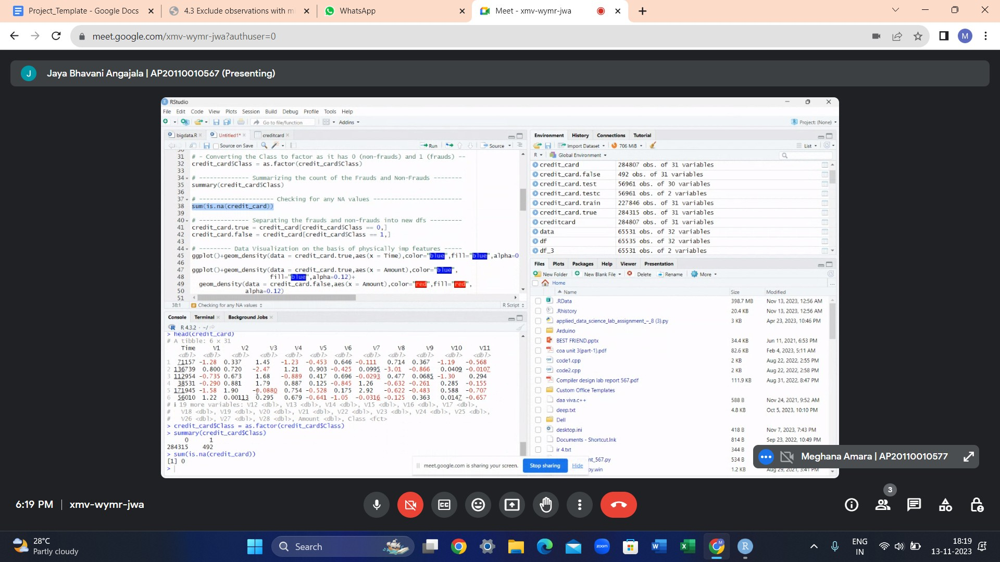 Project_Template - Google Docs
4.3 Exclude observations with m
WhatsApp
Meet - xmv-wymr-jwa
meet.google.com/xmv-wymr-jwa?authuser=0
M
J
Jaya Bhavani Angajala | AP20110010567 (Presenting)
RStudio
File Edit Code View Plots Session Build Debug Profile Tools Help
Go to file/function
Addins
Project: (None)
bigdata.R
Untitled1*
creditcard
Source on Save
Run
Source
31 # - Converting the Class to factor as it has 0 (non-frauds) and 1 (frauds) --
32 credit_card$Class = as.factor(credit_card$Class)
33
34 # -------------- Summarizing the count of the Frauds and Non-Frauds --------
35 summary(credit_card$Class)
36
37 # --------------------- Checking for any NA values -------------------------
38 sum(is.na(credit_card))
39
40 # -------------- Separating the frauds and non-frauds into new dfs ---------
41 credit_card.true = credit_card[credit_card$Class == 0,]
42 credit_card.false = credit_card[credit_card$Class == 1,]
43
44 # --------- Data Visualization on the basis of physically imp features -----
45 ggplot()+geom_density(data = credit_card.true,aes(x = Time),color="blue",fill="blue",alpha=0
46
47 ggplot()+geom_density(data = credit_card.true,aes(x = Amount),color="blue",
48 fill="blue",alpha=0.12)+
49 geom_density(data = credit_card.false,aes(x = Amount),color="red",fill="red",
50 alpha=0.12)
51
38:1 Checking for any NA values R Script
Console Terminal Background Jobs
R 4.3.2 · ~/
> head(credit_card)
# A tibble: 6 × 31
Time V1 V2 V3 V4 V5 V6 V7 V8 V9 V10 V11
<dbl> <dbl> <dbl> <dbl> <dbl> <dbl> <dbl> <dbl> <dbl> <dbl> <dbl> <dbl>
1 71157 -1.28 0.337 1.45 -1.23 -0.453 0.646 -0.111 0.714 0.367 -1.19 -0.568
2 136739 0.800 0.720 -2.47 1.21 0.903 -0.425 0.0995 -3.01 -0.866 0.0409 -0.0107
3 112954 -0.735 0.673 1.68 -0.889 0.417 0.696 -0.0293 0.477 0.0685 -1.30 0.294
4 38531 -0.290 0.881 1.79 0.887 0.125 -0.845 1.26 -0.632 -0.261 0.285 -0.155
5 171945 -1.58 1.90 -0.0880 0.754 -0.528 0.175 2.92 -0.622 -0.483 0.588 -0.707
6 56010 1.22 0.00113 0.295 0.679 -0.641 -1.05 -0.0316 -0.125 0.363 0.0147 -0.657
# ℹ 19 more variables: V12 <dbl>, V13 <dbl>, V14 <dbl>, V15 <dbl>, V16 <dbl>, V17 <dbl>,
# V18 <dbl>, V19 <dbl>, V20 <dbl>, V21 <dbl>, V22 <dbl>, V23 <dbl>, V24 <dbl>, V25 <dbl>,
# V26 <dbl>, V27 <dbl>, V28 <dbl>, Amount <dbl>, Class <fct>
> credit_card$Class = as.factor(credit_card$Class)
> summary(credit_card$Class)
0 1
284315 492
> sum(is.na(credit_card))
[1] 0
>
Environment History Connections Tutorial
Import Dataset 706 MiB List
R Global Environment
credit_card 284807 obs. of 31 variables
credit_card.false 492 obs. of 31 variables
credit_card.test 56961 obs. of 30 variables
credit_card.testc 56961 obs. of 2 variables
credit_card.train 227846 obs. of 31 variables
credit_card.true 284315 obs. of 31 variables
creditcard 284807 obs. of 31 variables
data 65531 obs. of 32 variables
df 65535 obs. of 32 variables
df_3 65531 obs. of 2 variables
Files Plots Packages Help Viewer Presentation
New Folder New Blank File Delete Rename More
Home
Name Size Modified
.RData 398.7 MB Nov 13, 2023, 12:56 AM
.Rhistory 20.4 KB Nov 13, 2023, 12:56 AM
applied_data_science_lab_assignment_-_8 (3).py 3 KB Apr 23, 2023, 10:46 PM
Arduino
BEST FRIEND.pptx 34.4 KB Jun 11, 2021, 6:53 PM
coa unit 3(part-1).pdf 82.6 KB Feb 4, 2023, 5:11 AM
code1.cpp 2 KB Aug 22, 2022, 2:55 PM
code2.cpp 2 KB Aug 22, 2022, 2:58 PM
Compiler design lab report 567.pdf 111.9 KB Aug 31, 2022, 8:47 PM
Custom Office Templates
daa viva.c++ 588 B Nov 24, 2021, 9:52 AM
deep.txt 4.8 KB Oct 5, 2023, 10:10 PM
Dell
desktop.ini 418 B Nov 7, 2023, 7:43 PM
Documents - Shortcut.lnk 814 B Sep 23, 2022, 10:49 PM
ir 4.txt 344 B
nt_567.py 534 B
py.win 1.2 KB Aug 29, 2021, 3:41 PM
meet.google.com is sharing your screen. Stop sharing Hide
Meghana Amara | AP20110010577
6:19 PM | xmv-wymr-jwa
CC
3
28°C
Partly cloudy
Search
zoom
ENG
IN
18:19
13-11-2023